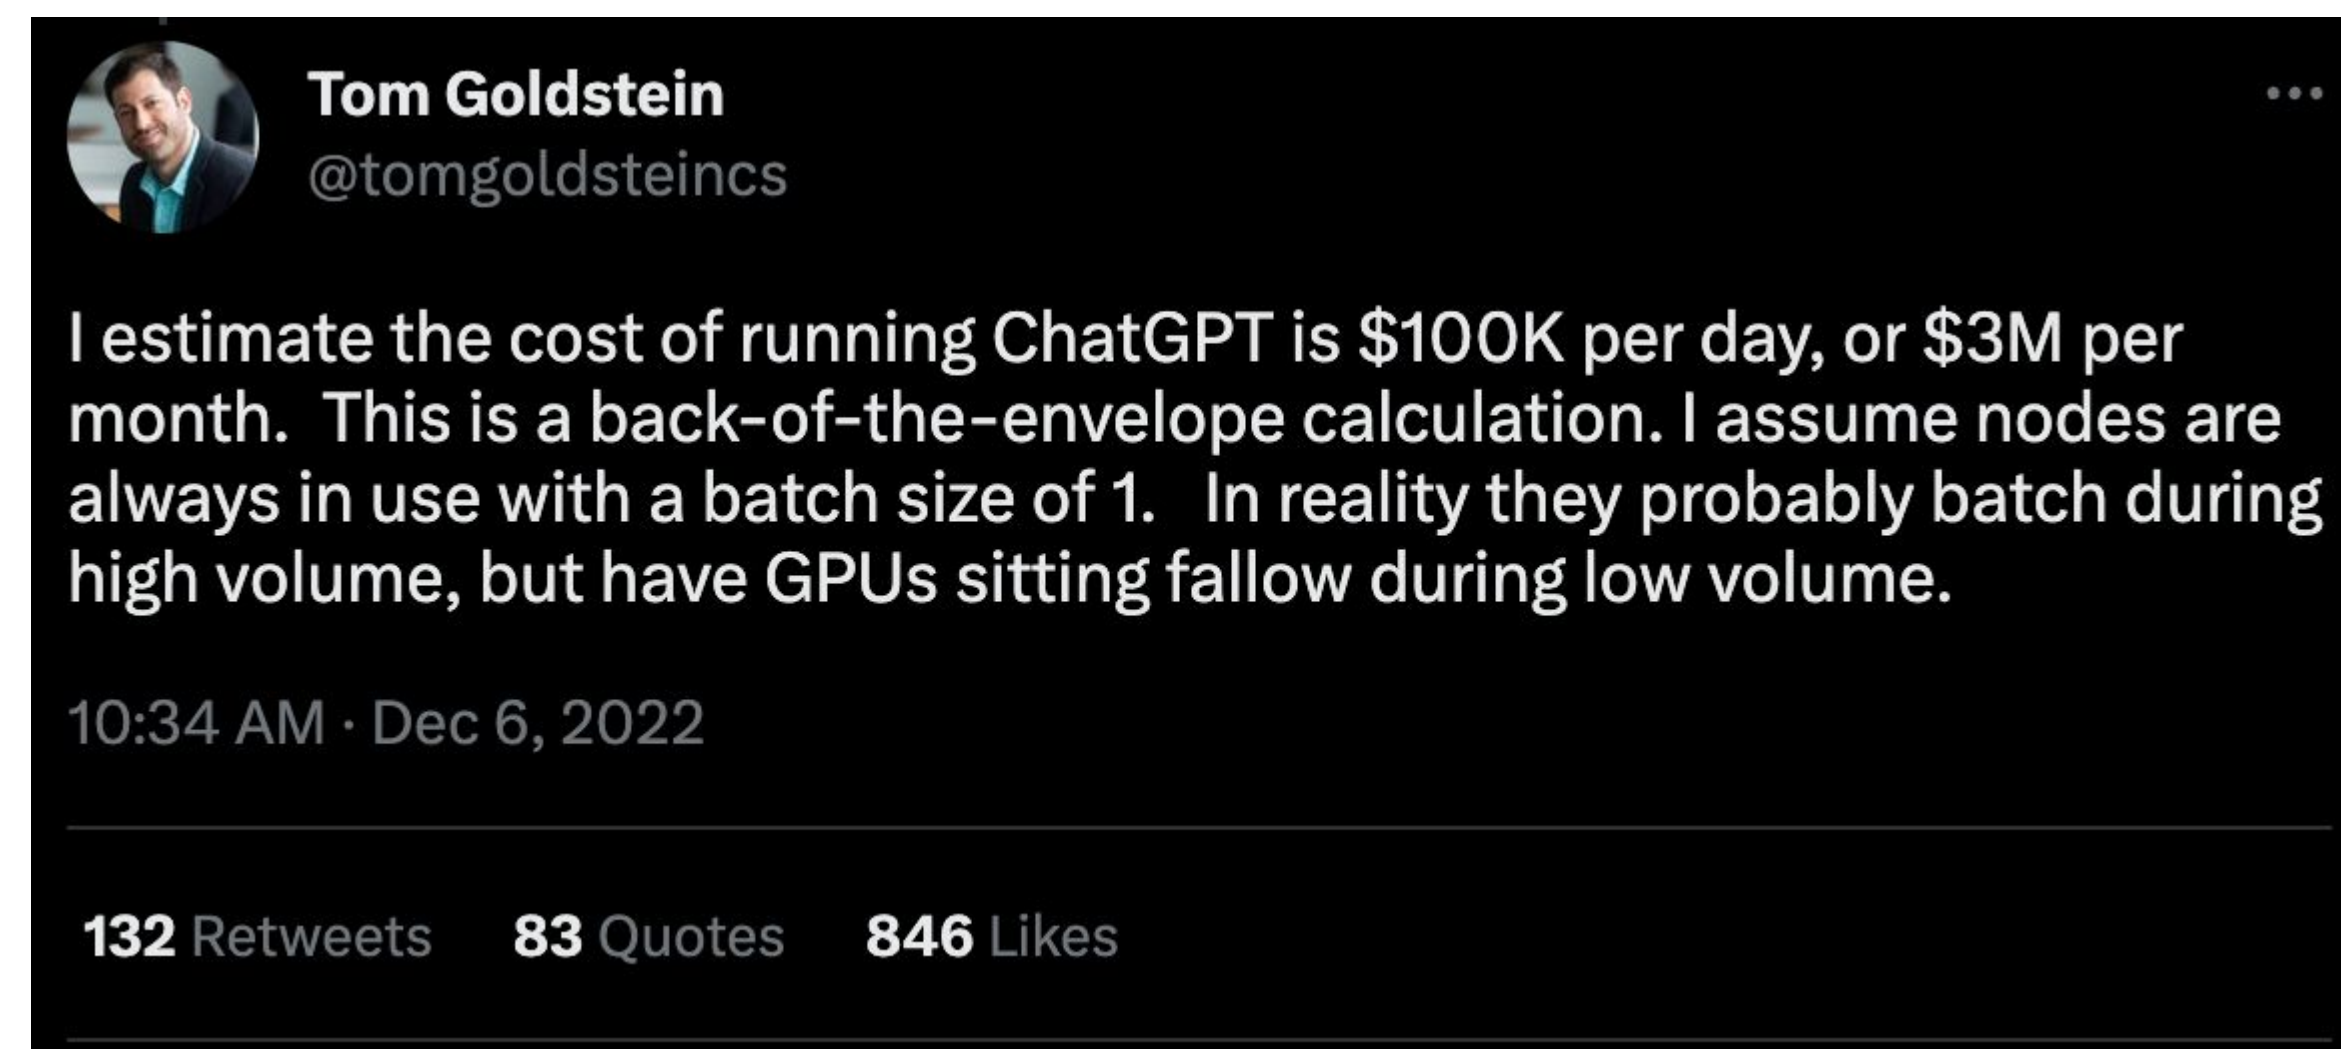 Tom Goldstein
@tomgoldsteincs
I estimate the cost of running ChatGPT is $100K per day, or $3M per
month.  This is a back-of-the-envelope calculation. I assume nodes are
always in use with a batch size of 1.   In reality they probably batch during
high volume, but have GPUs sitting fallow during low volume.
10:34 AM · Dec 6, 2022
132 Retweets 83 Quotes 846 Likes